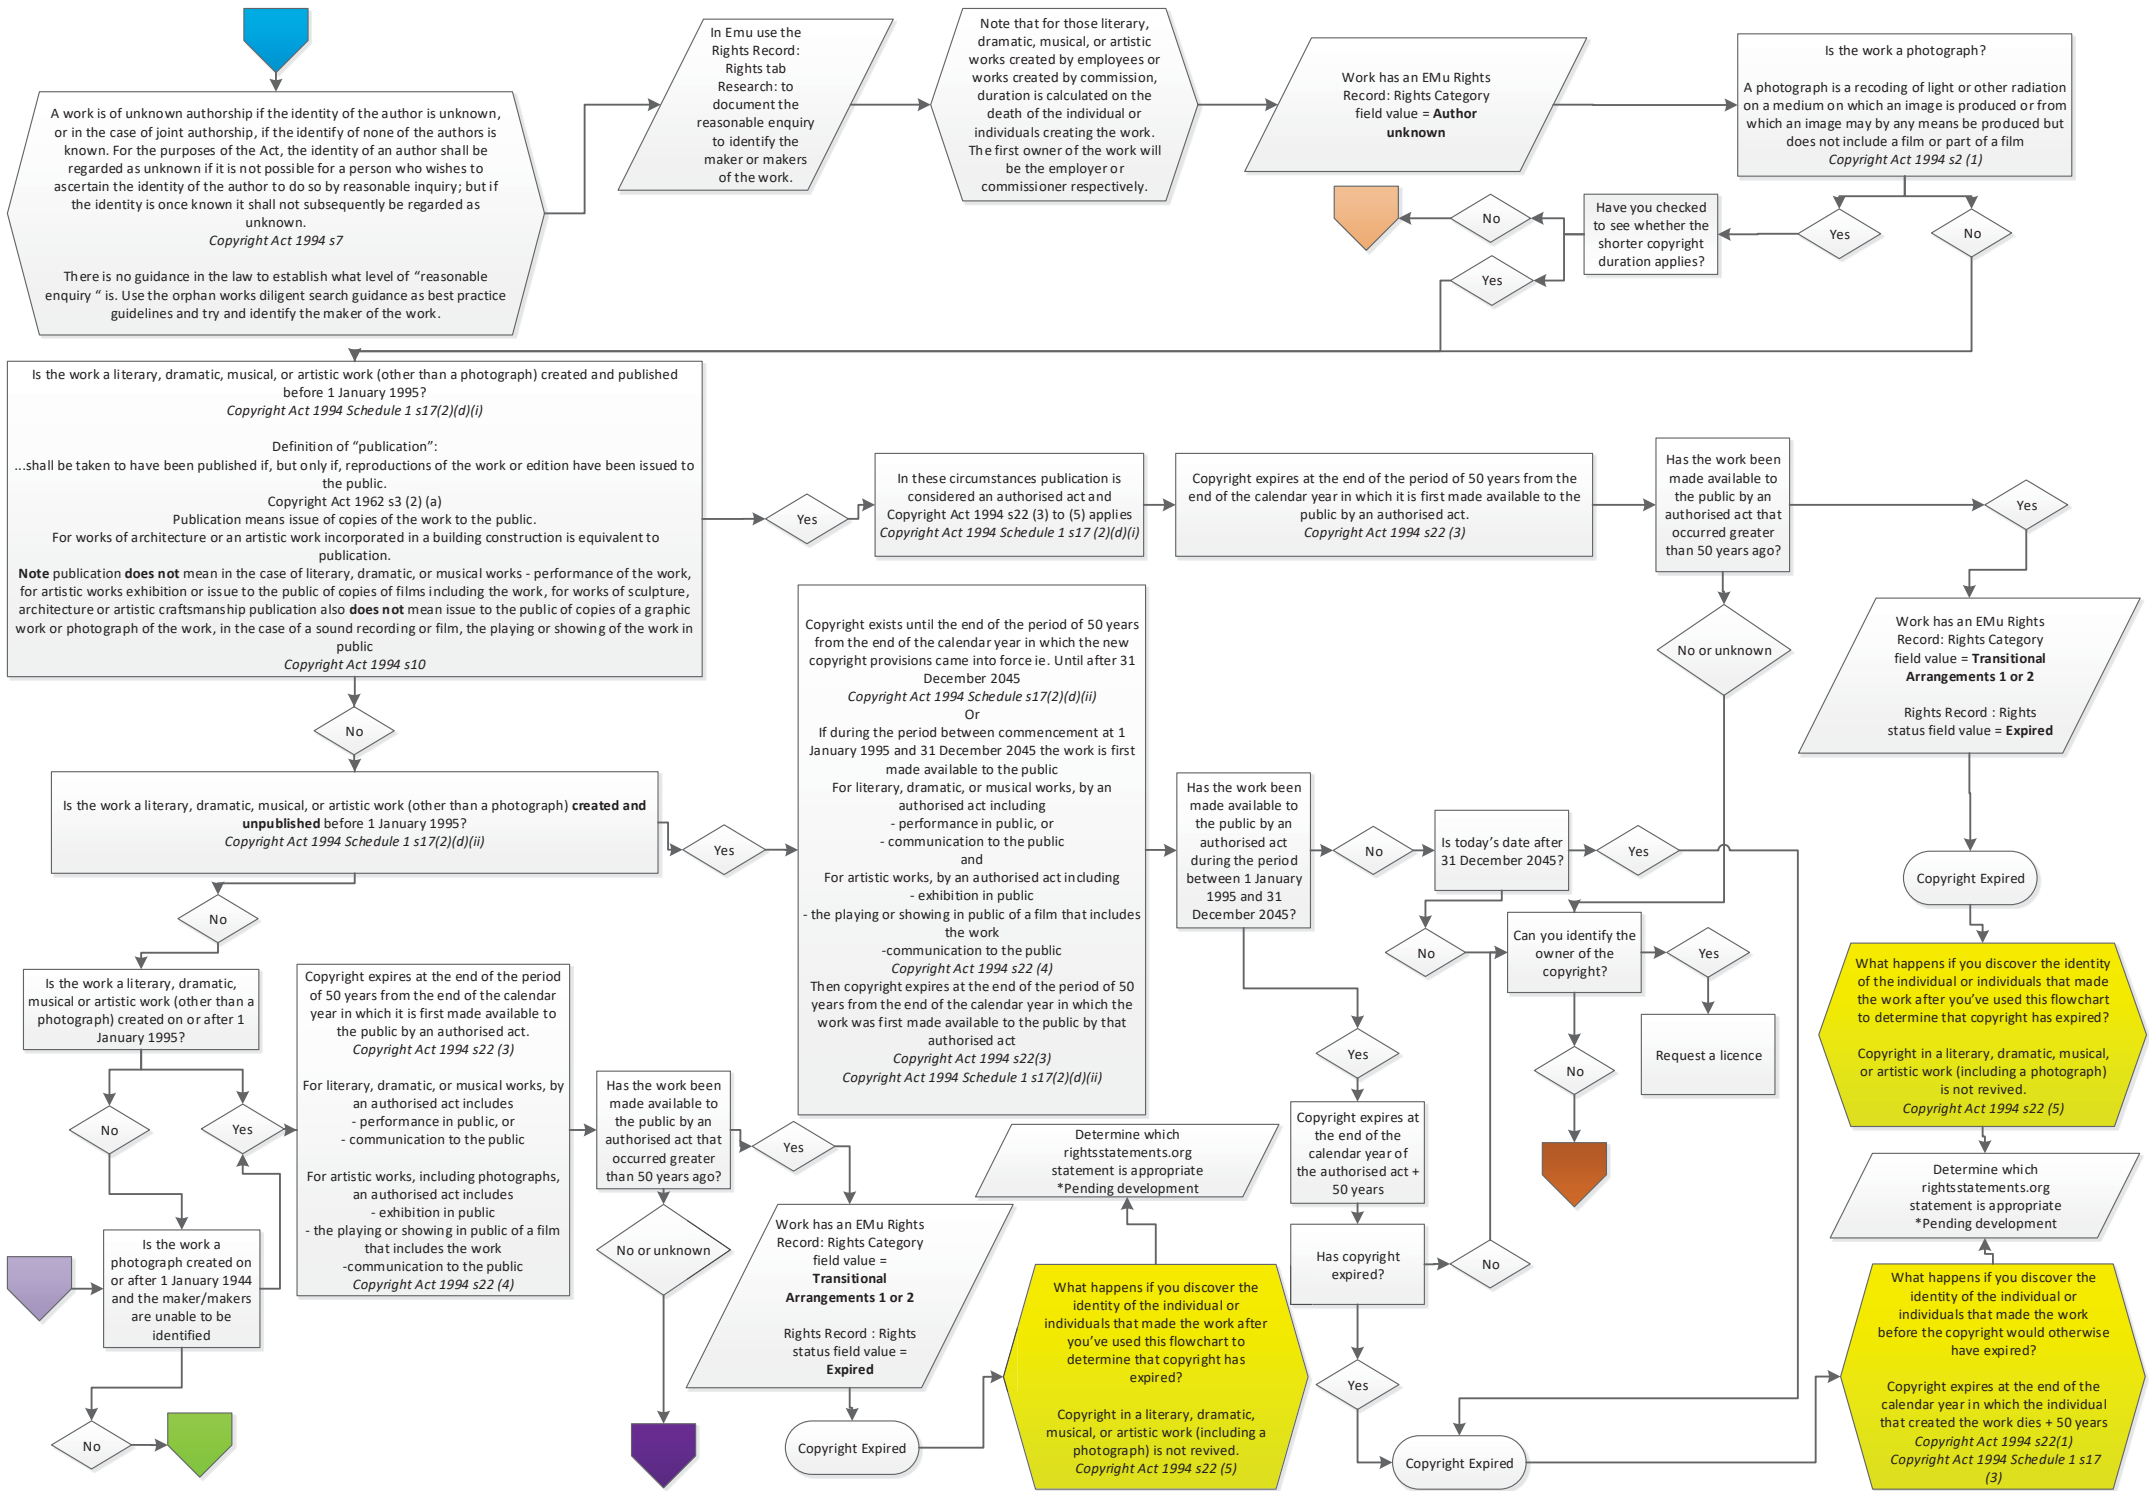 A work is of unknown authorship if the identity of the author is unknown,
or in the case of joint authorship, if the identify of none of the authors is
known. For the purposes of the Act, the identity of an author shall be
regarded as unknown if it is not possible for a person who wishes to
ascertain the identity of the author to do so by reasonable inquiry; but if
the identity is once known it shall not subsequently be regarded as
unknown.
Copyright Act 1994 s7
There is no guidance in the law to establish what level of “reasonable
enquiry “ is. Use the orphan works diligent search guidance as best practice
guidelines and try and identify the maker of the work.
In Emu use the
Rights Record:
Rights tab
Research: to
document the
reasonable enquiry
to identify the
maker or makers
of the work.
Note that for those literary,
dramatic, musical, or artistic
works created by employees or
works created by commission,
duration is calculated on the
death of the individual or
individuals creating the work.
The first owner of the work will
be the employer or
commissioner respectively.
Work has an EMu Rights
Record: Rights Category
field value = Author
unknown
Is the work a photograph?
A photograph is a recoding of light or other radiation
on a medium on which an image is produced or from
which an image may by any means be produced but
does not include a film or part of a film
Copyright Act 1994 s2 (1)
Yes
No
Have you checked
to see whether the
shorter copyright
duration applies?
No
Yes
Is the work a literary, dramatic, musical, or artistic work (other than a photograph) created and published
before 1 January 1995?
Copyright Act 1994 Schedule 1 s17(2)(d)(i)
Definition of “publication”:
...shall be taken to have been published if, but only if, reproductions of the work or edition have been issued to
the public.
Copyright Act 1962 s3 (2) (a)
Publication means issue of copies of the work to the public.
For works of architecture or an artistic work incorporated in a building construction is equivalent to
publication.
Note publication does not mean in the case of literary, dramatic, or musical works - performance of the work,
for artistic works exhibition or issue to the public of copies of films including the work, for works of sculpture,
architecture or artistic craftsmanship publication also does not mean issue to the public of copies of a graphic
work or photograph of the work, in the case of a sound recording or film, the playing or showing of the work in
public
Copyright Act 1994 s10
Yes
In these circumstances publication is
considered an authorised act and
Copyright Act 1994 s22 (3) to (5) applies
Copyright Act 1994 Schedule 1 s17 (2)(d)(i)
Copyright expires at the end of the period of 50 years from the
end of the calendar year in which it is first made available to the
public by an authorised act.
Copyright Act 1994 s22 (3)
Has the work been
made available to
the public by an
authorised act that
occurred greater
than 50 years ago?
Yes
No or unknown
Work has an EMu Rights
Record: Rights Category
field value = Transitional
Arrangements 1 or 2
Rights Record : Rights
status field value = Expired
Copyright Expired
What happens if you discover the identity
of the individual or individuals that made
the work after you’ve used this flowchart
to determine that copyright has expired?
Copyright in a literary, dramatic, musical,
or artistic work (including a photograph)
is not revived.
Copyright Act 1994 s22 (5)
Determine which
rightsstatements.org
statement is appropriate
*Pending development
No
Is the work a literary, dramatic, musical, or artistic work (other than a photograph) created and
unpublished before 1 January 1995?
Copyright Act 1994 Schedule 1 s17(2)(d)(ii)
Yes
Copyright exists until the end of the period of 50 years
from the end of the calendar year in which the new
copyright provisions came into force ie. Until after 31
December 2045
Copyright Act 1994 Schedule s17(2)(d)(ii)
Or
If during the period between commencement at 1
January 1995 and 31 December 2045 the work is first
made available to the public
For literary, dramatic, or musical works, by an
authorised act including
- performance in public, or
- communication to the public
and
For artistic works, by an authorised act including
- exhibition in public
- the playing or showing in public of a film that includes
the work
-communication to the public
Copyright Act 1994 s22 (4)
Then copyright expires at the end of the period of 50
years from the end of the calendar year in which the
work was first made available to the public by that
authorised act
Copyright Act 1994 s22(3)
Copyright Act 1994 Schedule 1 s17(2)(d)(ii)
Has the work been
made available to
the public by an
authorised act
during the period
between 1 January
1995 and 31
December 2045?
No
Is today’s date after
31 December 2045?
Yes
No
Can you identify the
owner of the
copyright?
Yes
Request a licence
No
Yes
Copyright expires at
the end of the
calendar year of
the authorised act +
50 years
Has copyright
expired?
No
Yes
Copyright Expired
What happens if you discover the
identity of the individual or
individuals that made the work
before the copyright would otherwise
have expired?
Copyright expires at the end of the
calendar year in which the individual
that created the work dies + 50 years
Copyright Act 1994 s22(1)
Copyright Act 1994 Schedule 1 s17
(3)
No
Is the work a literary, dramatic,
musical or artistic work (other than a
photograph) created on or after 1
January 1995?
No
Yes
Is the work a
photograph created on
or after 1 January 1944
and the maker/makers
are unable to be
identified
No
Copyright expires at the end of the period
of 50 years from the end of the calendar
year in which it is first made available to
the public by an authorised act.
Copyright Act 1994 s22 (3)
For literary, dramatic, or musical works, by
an authorised act includes
- performance in public, or
- communication to the public
For artistic works, including photographs,
an authorised act includes
- exhibition in public
- the playing or showing in public of a film
that includes the work
-communication to the public
Copyright Act 1994 s22 (4)
Has the work been
made available to
the public by an
authorised act that
occurred greater
than 50 years ago?
Yes
No or unknown
Work has an EMu Rights
Record: Rights Category
field value =
Transitional
Arrangements 1 or 2
Rights Record : Rights
status field value =
Expired
Copyright Expired
What happens if you discover the
identity of the individual or
individuals that made the work after
you’ve used this flowchart to
determine that copyright has
expired?
Copyright in a literary, dramatic,
musical, or artistic work (including a
photograph) is not revived.
Copyright Act 1994 s22 (5)
Determine which
rightsstatements.org
statement is appropriate
*Pending development